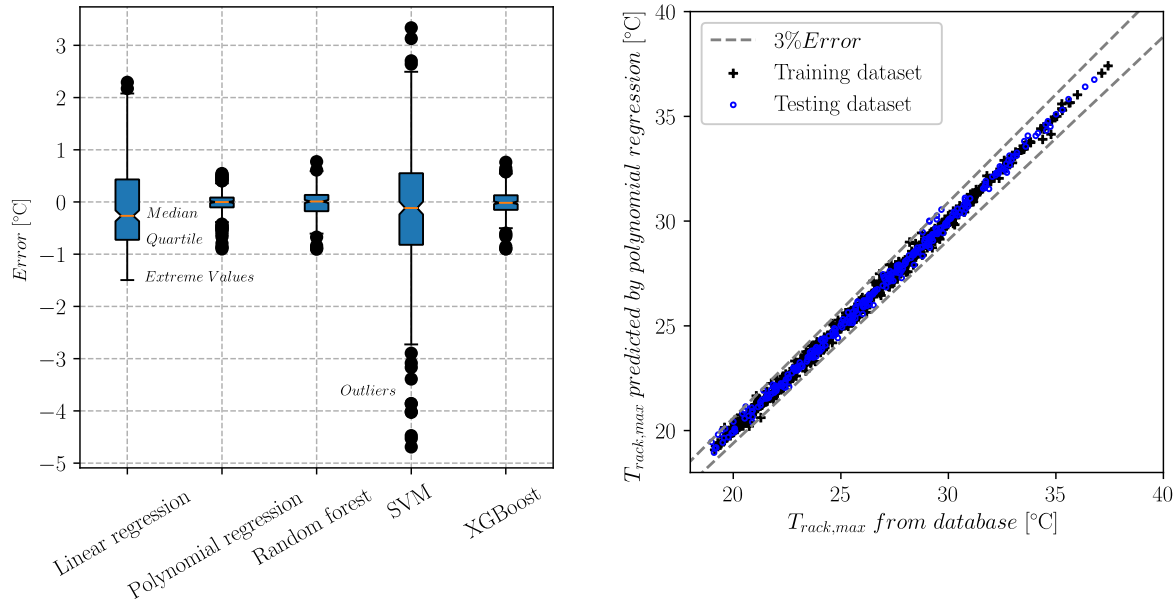 3
2
1
0
−1
−2
−3
−4
−5
Error [°C]
Median
Quartile
Extreme Values
Outliers
Linear regression
Polynomial regression
Random forest
SVM
XGBoost
40
35
30
25
20
T_rack,max predicted by polynomial regression [°C]
3%Error
Training dataset
Testing dataset
20 25 30 35 40
T_rack,max from database [°C]